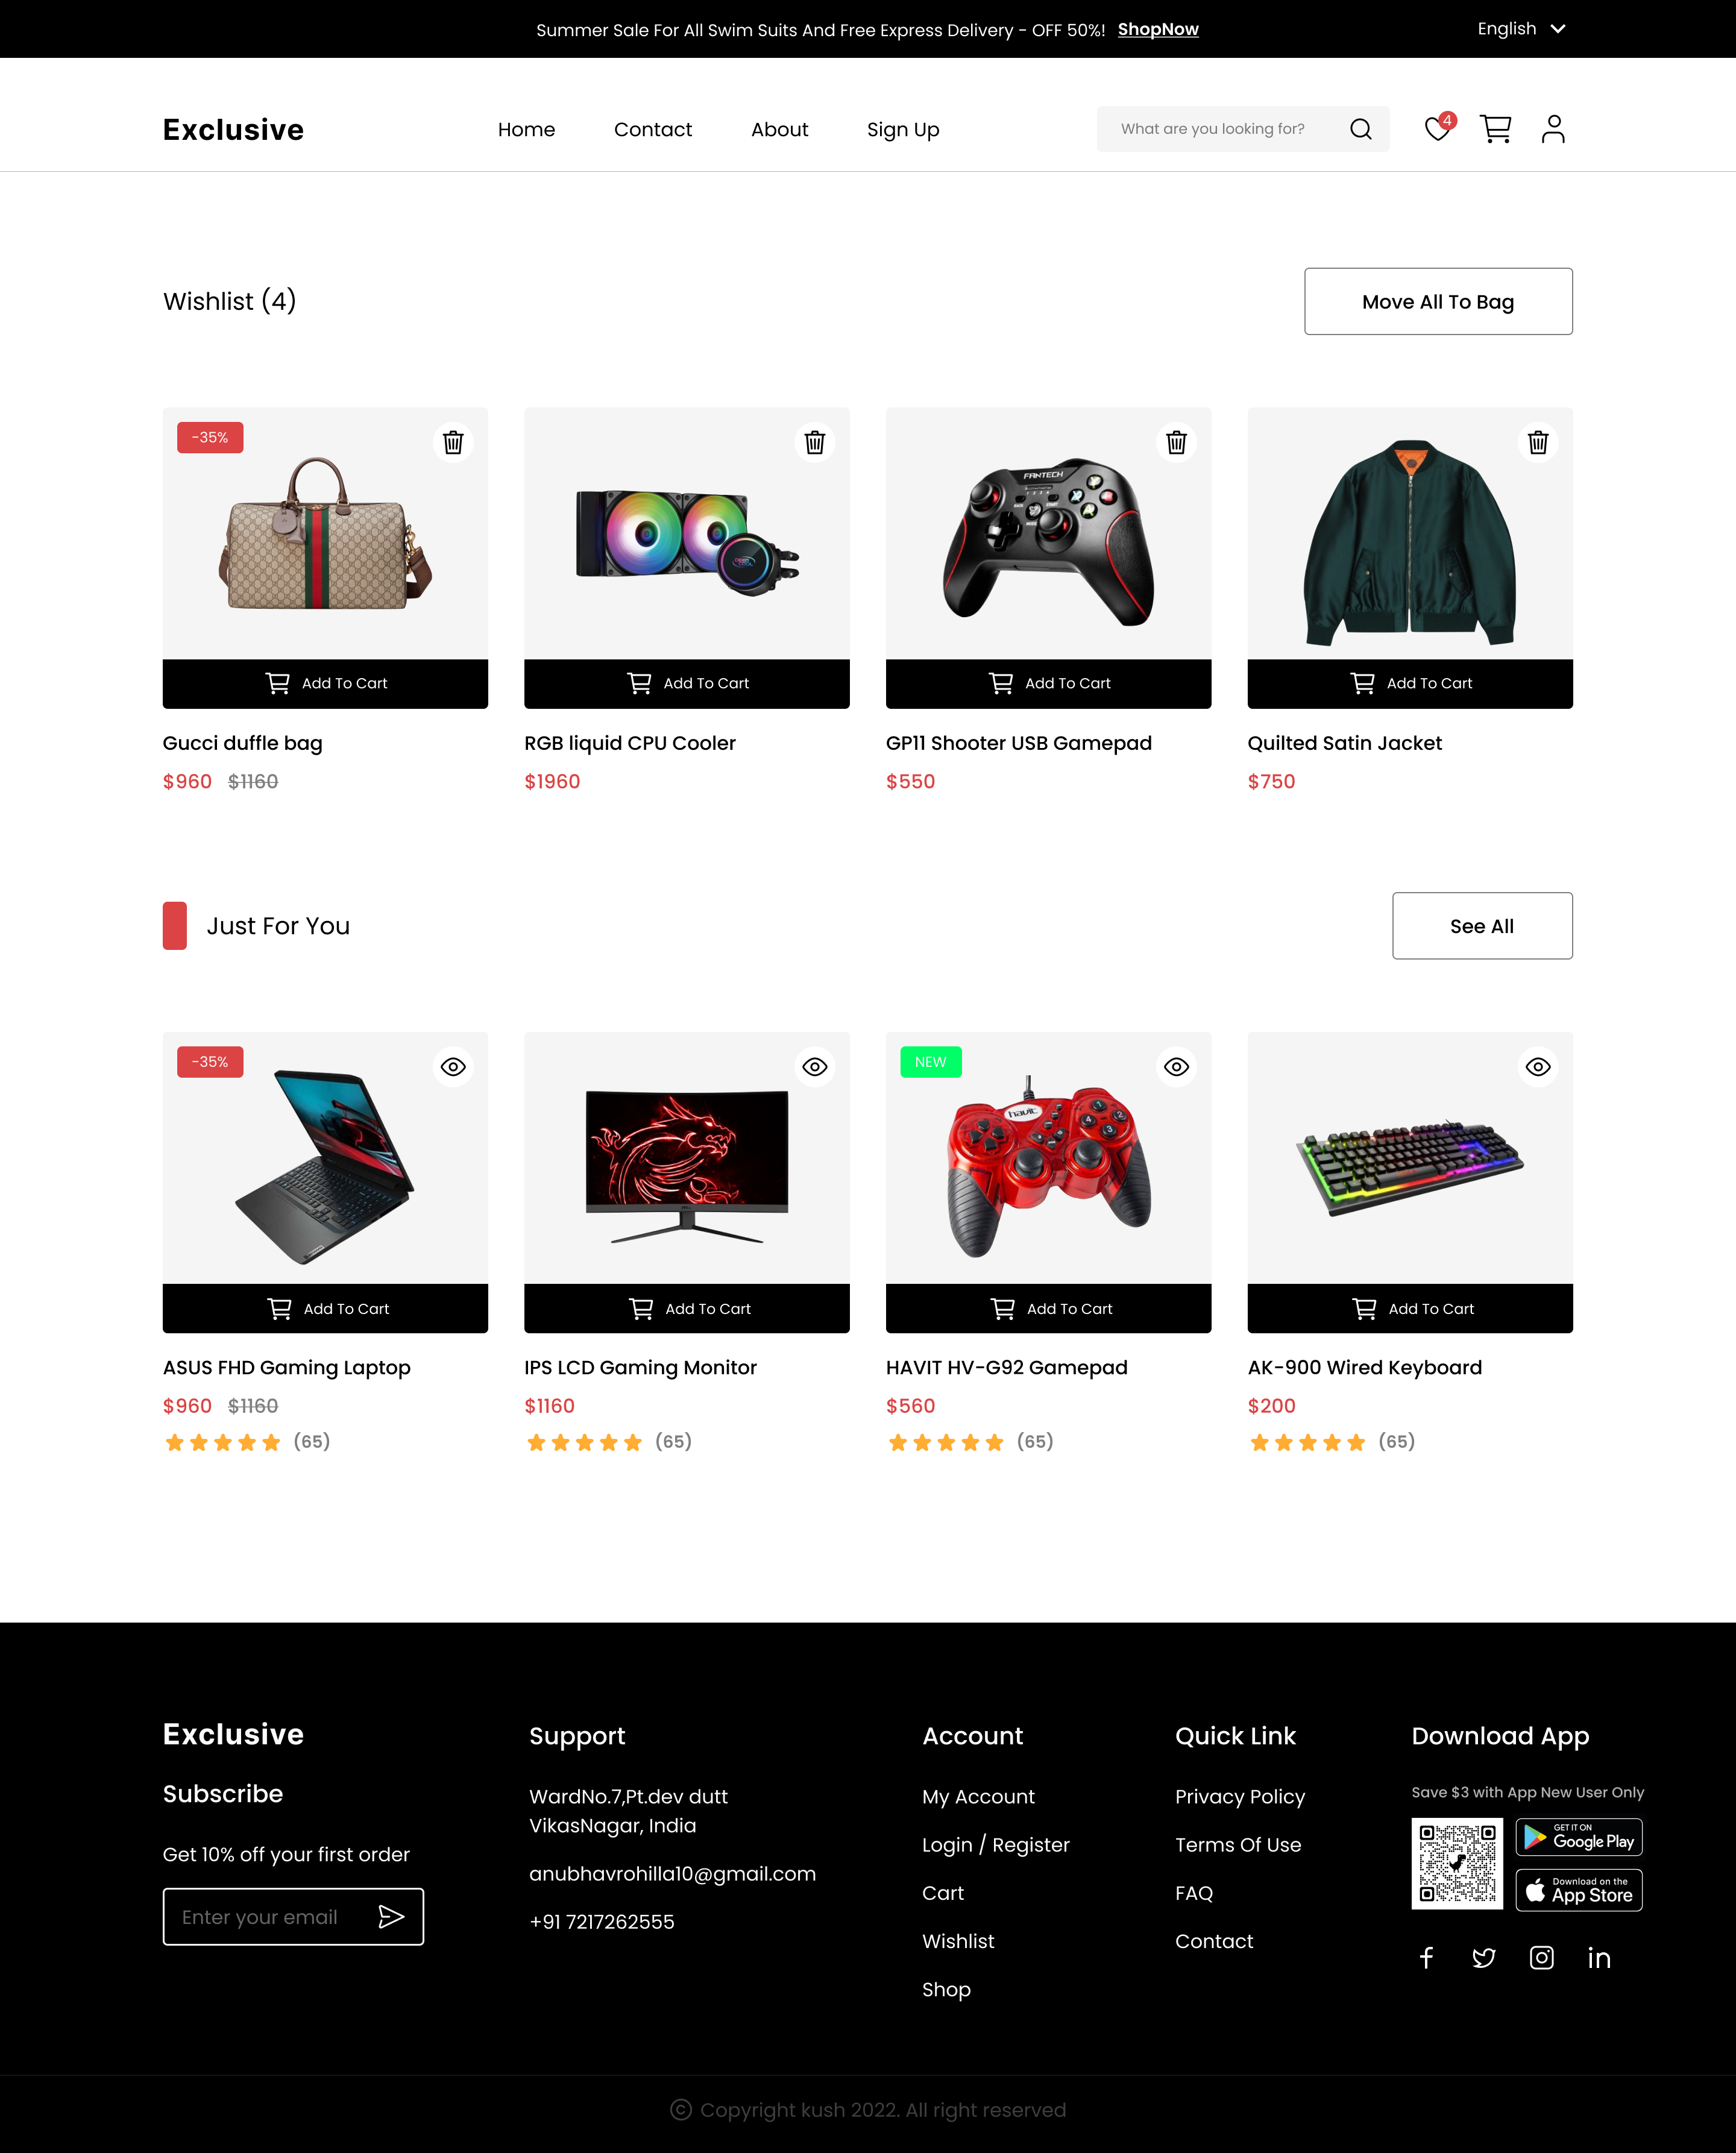 Summer Sale For All Swim Suits And Free Express Delivery - OFF 50%! ShopNow
English
Exclusive
Home
Contact
About
Sign Up
What are you looking for?
4
Wishlist (4)
Move All To Bag
-35%
FANTECH
Add To Cart
Add To Cart
Add To Cart
Add To Cart
Gucci duffle bag
RGB liquid CPU Cooler
GP11 Shooter USB Gamepad
Quilted Satin Jacket
$960 $1160
$1960
$550
$750
Just For You
See All
-35%
NEW
havit
Add To Cart
Add To Cart
Add To Cart
Add To Cart
ASUS FHD Gaming Laptop
IPS LCD Gaming Monitor
HAVIT HV-G92 Gamepad
AK-900 Wired Keyboard
$960 $1160
$1160
$560
$200
(65)
(65)
(65)
(65)
Exclusive
Subscribe
Get 10% off your first order
Enter your email
Support
WardNo.7,Pt.dev dutt
VikasNagar, India
anubhavrohilla10@gmail.com
+91 7217262555
Account
My Account
Login / Register
Cart
Wishlist
Shop
Quick Link
Privacy Policy
Terms Of Use
FAQ
Contact
Download App
Save $3 with App New User Only
GET IT ON
Google Play
Download on the
App Store
© Copyright kush 2022. All right reserved